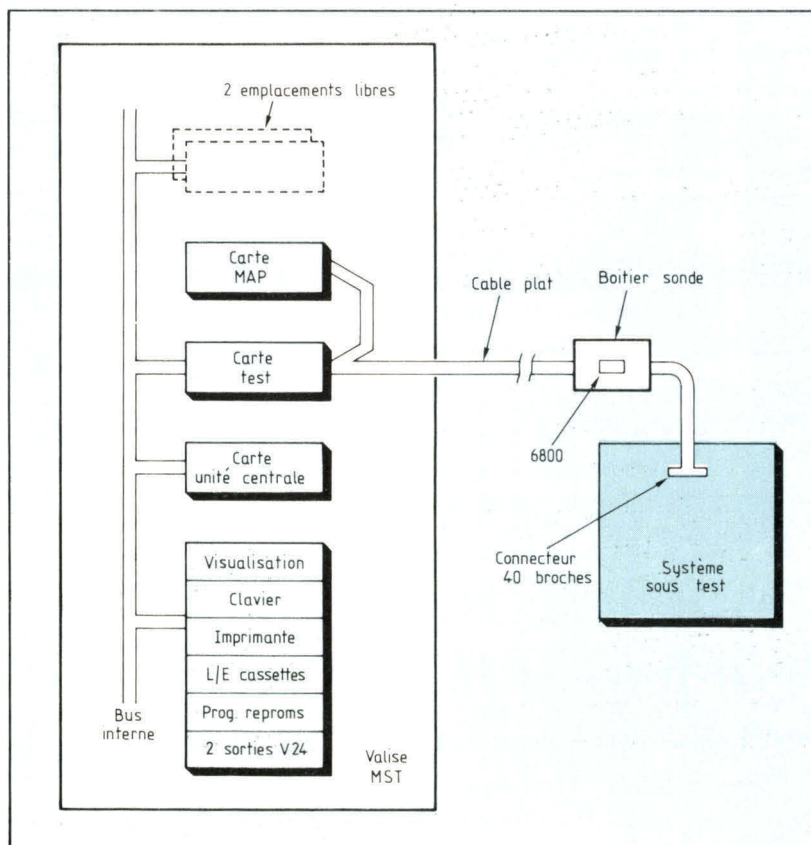 2 emplacements libres
Carte
MAP
Cable plat
Boitier sonde
Carte
test
6800
Carte
unité centrale
Connecteur
40 broches
Système
sous test
Visualisation
Clavier
Imprimante
L/E cassettes
Prog. reproms
2 sorties V24
Bus
interne
Valise
MST